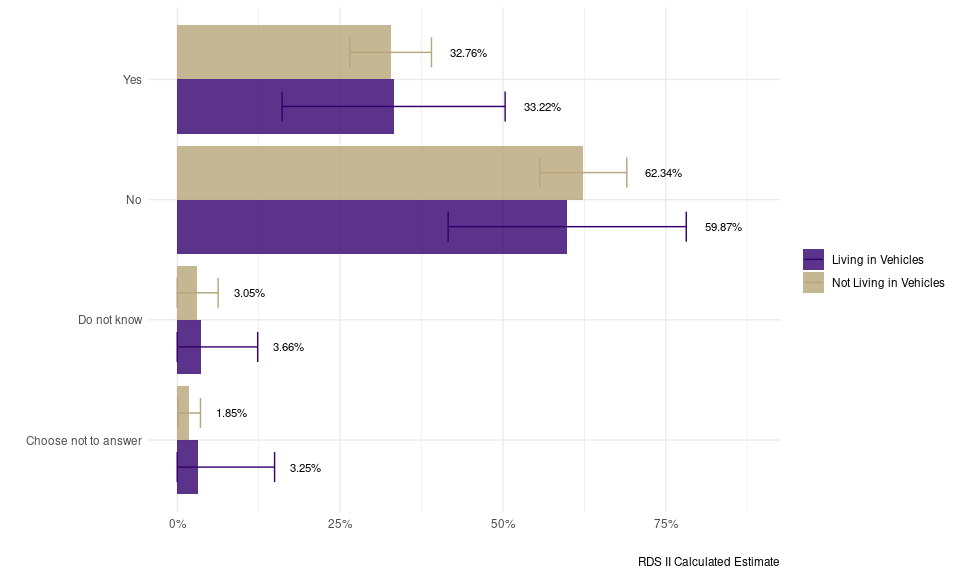 Yes
32.76%
33.22%
No
62.34%
59.87%
Do not know
3.05%
3.66%
Choose not to answer
1.85%
3.25%
0%
25%
50%
75%
RDS II Calculated Estimate
Living in Vehicles
Not Living in Vehicles